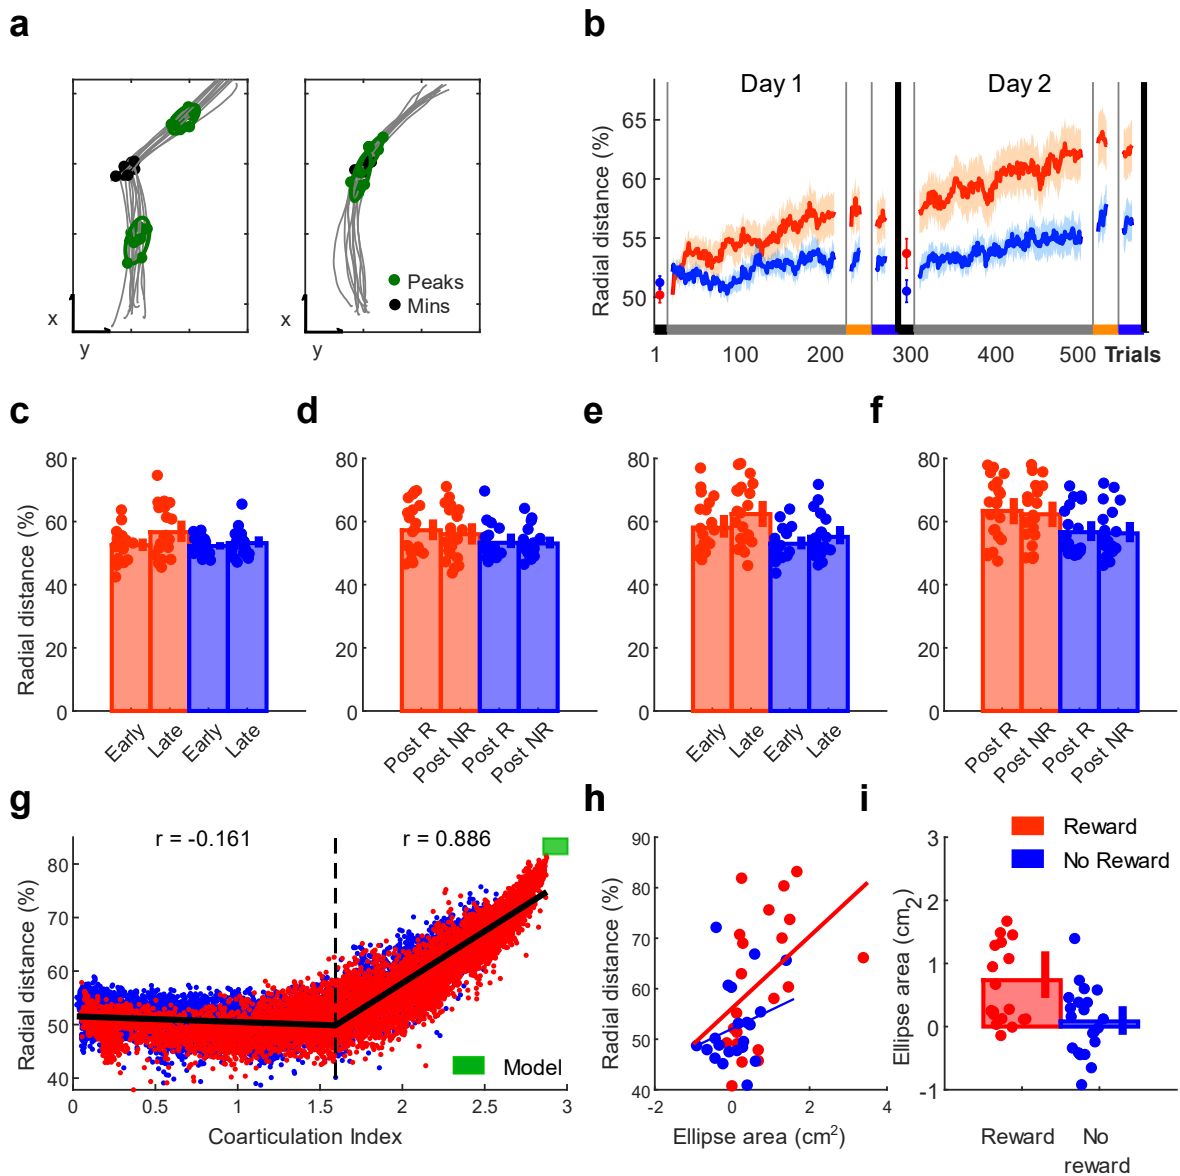 a
x
y
x
y
Peaks
Mins
b
Day 1
Day 2
Radial distance (%)
65
60
55
50
1
100
200
300
400
500
Trials
c
Radial distance (%)
80
60
40
20
0
Early
Late
Early
Late
d
80
60
40
20
0
Post R
Post NR
Post R
Post NR
e
80
60
40
20
0
Early
Late
Early
Late
f
80
60
40
20
0
Post R
Post NR
Post R
Post NR
g
r = -0.161
r = 0.886
Radial distance (%)
80
70
60
50
40
Model
0
0.5
1
1.5
2
2.5
3
Coarticulation Index
h
Radial distance (%)
90
80
70
60
50
40
-2
0
2
4
Ellipse area (cm2)
i
Reward
No Reward
Ellipse area (cm2)
3
2
1
0
-1
Reward
No
reward